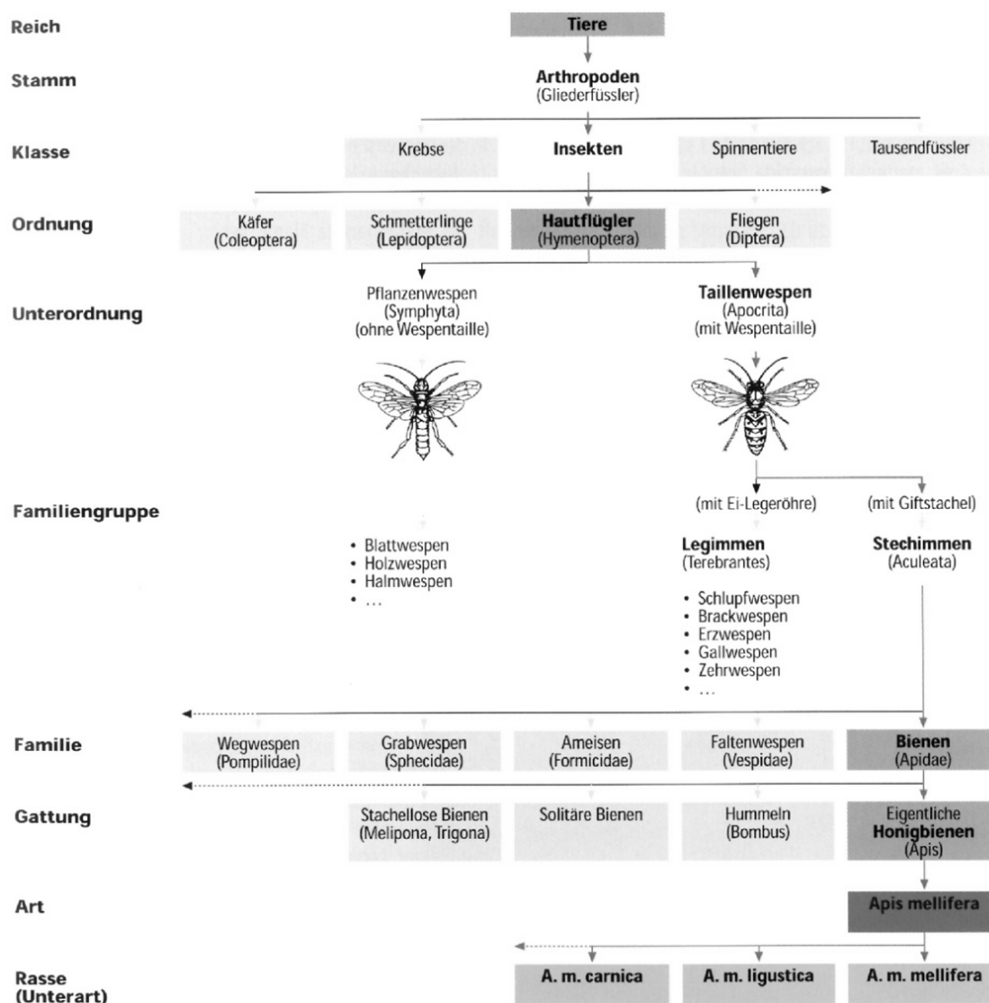 Reich
Tiere
Stamm
Arthropoden
(Gliederfüssler)
Klasse
Krebse
Insekten
Spinnentiere
Tausendfüssler
Ordnung
Käfer
(Coleoptera)
Schmetterlinge
(Lepidoptera)
Hautflügler
(Hymenoptera)
Fliegen
(Diptera)
Unterordnung
Pflanzenwespen
(Symphyta)
(ohne Wespentaille)
Taillenwespen
(Apocrita)
(mit Wespentaille)
Familiengruppe
(mit Ei-Legeröhre)
(mit Giftstachel)
• Blattwespen
• Holzwespen
• Halmwespen
• ...
Legimmen
(Terebrantes)
• Schlupfwespen
• Brackwespen
• Erzwespen
• Gallwespen
• Zehrwespen
• ...
Stechimmen
(Aculeata)
Familie
Wegwespen
(Pompilidae)
Grabwespen
(Sphecidae)
Ameisen
(Formicidae)
Faltenwespen
(Vespidae)
Bienen
(Apidae)
Gattung
Stachellose Bienen
(Melipona, Trigona)
Solitäre Bienen
Hummeln
(Bombus)
Eigentliche
Honigbienen
(Apis)
Art
Apis mellifera
Rasse
(Unterart)
A. m. carnica
A. m. ligustica
A. m. mellifera